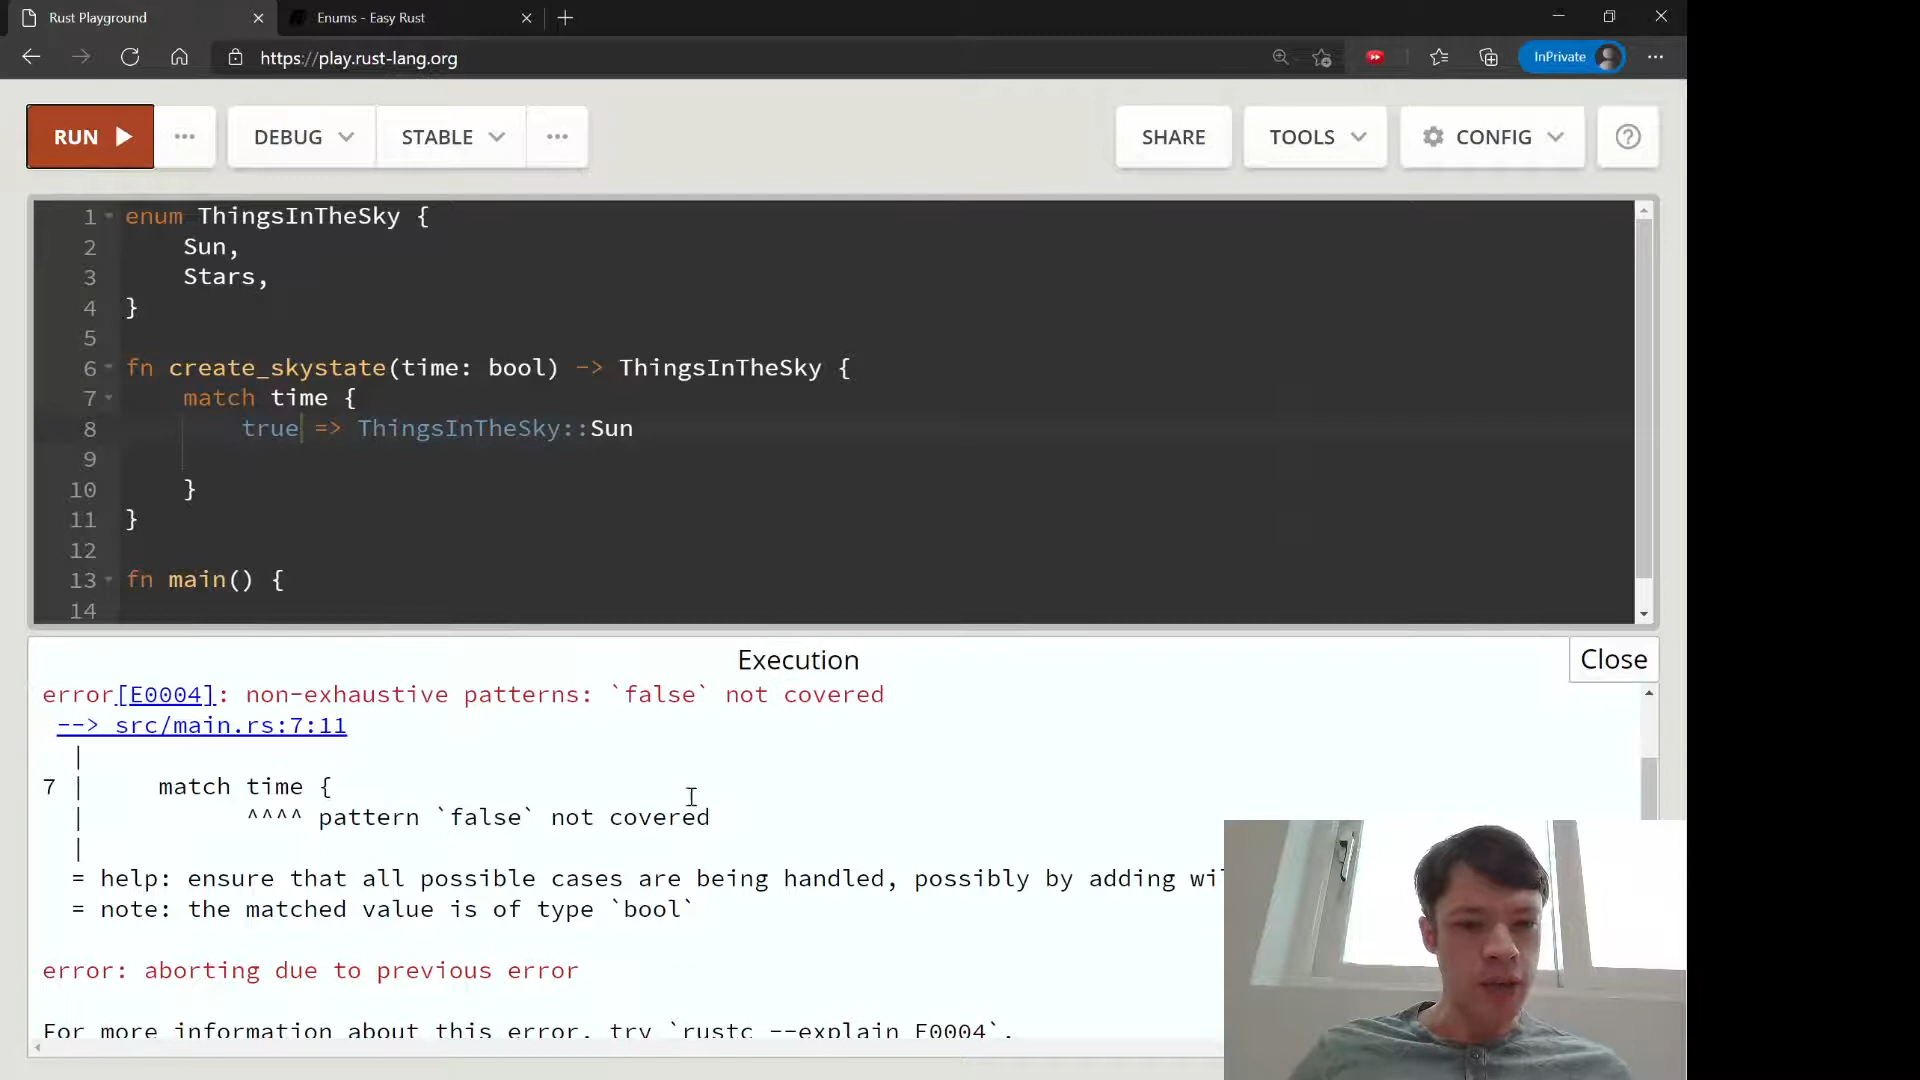 Rust Playground
Enums - Easy Rust
https://play.rust-lang.org
InPrivate
RUN
DEBUG
STABLE
SHARE
TOOLS
CONFIG
1 enum ThingsInTheSky {
2 Sun,
3 Stars,
4 }
5
6 fn create_skystate(time: bool) -> ThingsInTheSky {
7 match time {
8 true => ThingsInTheSky::Sun
9
10 }
11 }
12
13 fn main() {
14
Execution
Close
error[E0004]: non-exhaustive patterns: `false` not covered
--> src/main.rs:7:11
|
7 | match time {
| ^^^^ pattern `false` not covered
|
= help: ensure that all possible cases are being handled, possibly by adding
= note: the matched value is of type `bool`
error: aborting due to previous error
For more information about this error, try `rustc --explain E0004`.